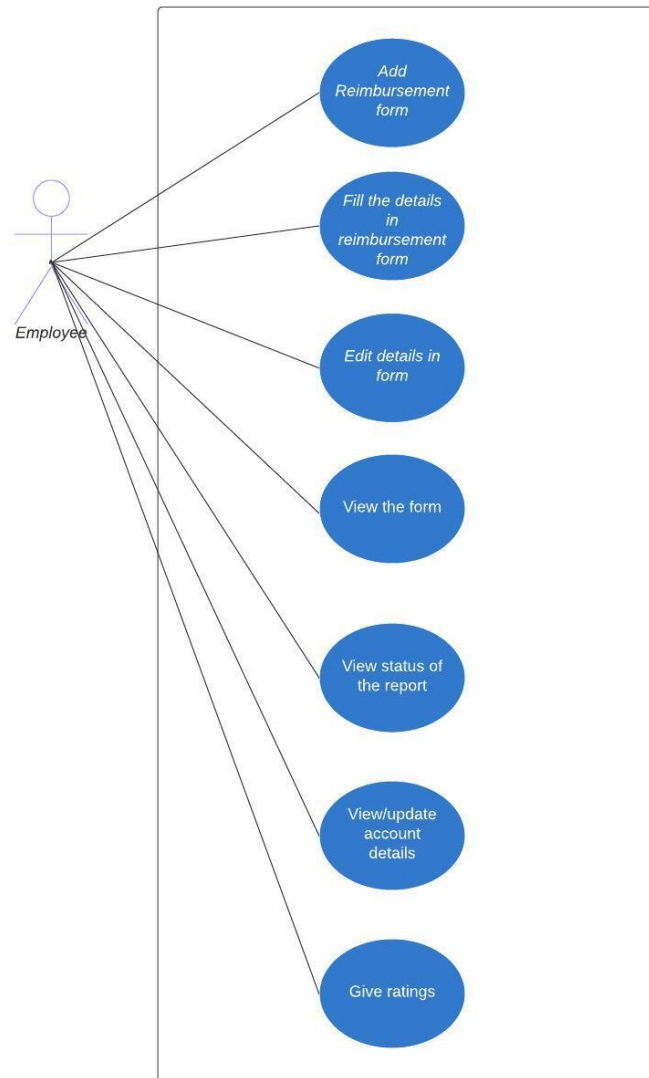 Add
Reimbursement
form
Fill the details
in
reimbursement
form
Employee
Edit details in
form
View the form
View status of
the report
View/update
account
details
Give ratings